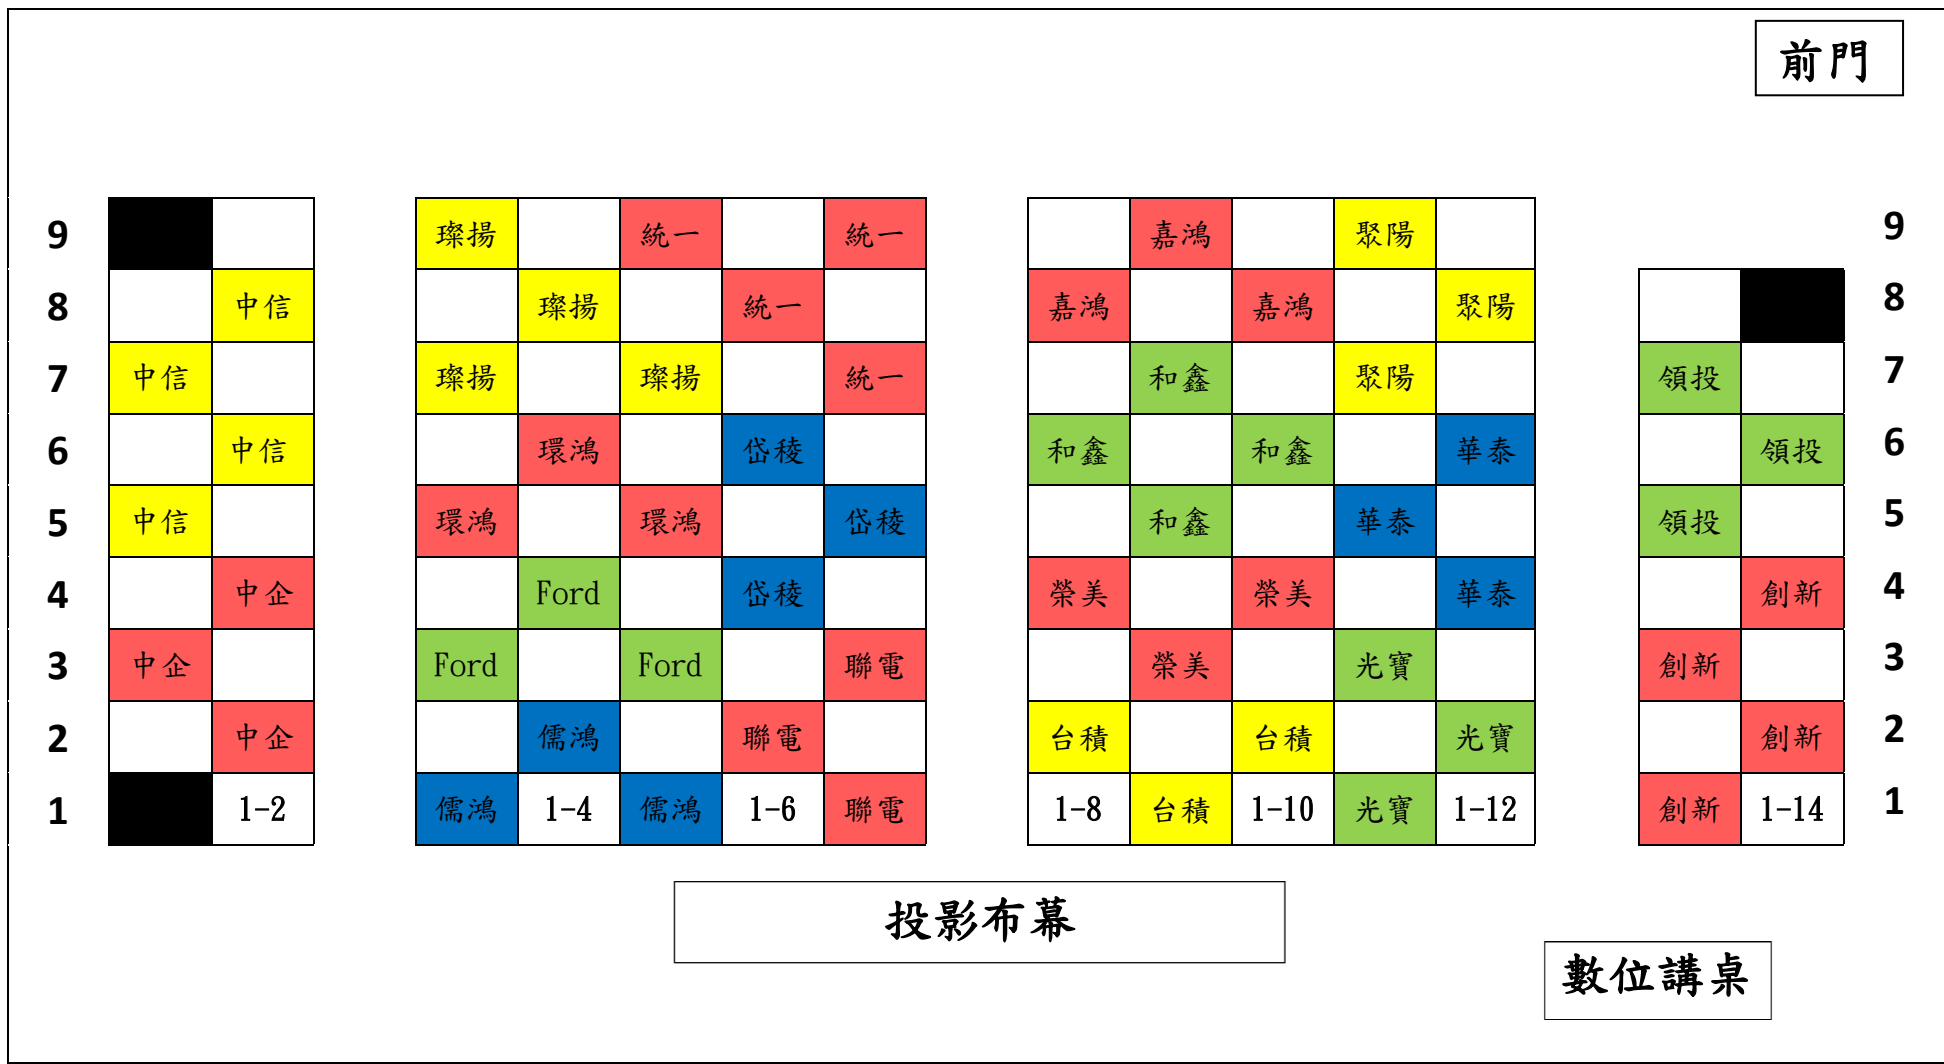 前門
9 璨揚 統一 統一 嘉鴻 聚陽 9
8 中信 璨揚 統一 嘉鴻 嘉鴻 聚陽 8
7 中信 璨揚 璨揚 統一 和鑫 聚陽 領投 7
6 中信 環鴻 岱稜 和鑫 和鑫 華泰 領投 6
5 中信 環鴻 環鴻 岱稜 和鑫 華泰 領投 5
4 中企 Ford 岱稜 榮美 榮美 華泰 創新 4
3 中企 Ford Ford 聯電 榮美 光寶 創新 3
2 中企 儒鴻 聯電 台積 台積 光寶 創新 2
1 1-2 儒鴻 1-4 儒鴻 1-6 聯電 1-8 台積 1-10 光寶 1-12 創新 1-14 1
投影布幕
數位講桌